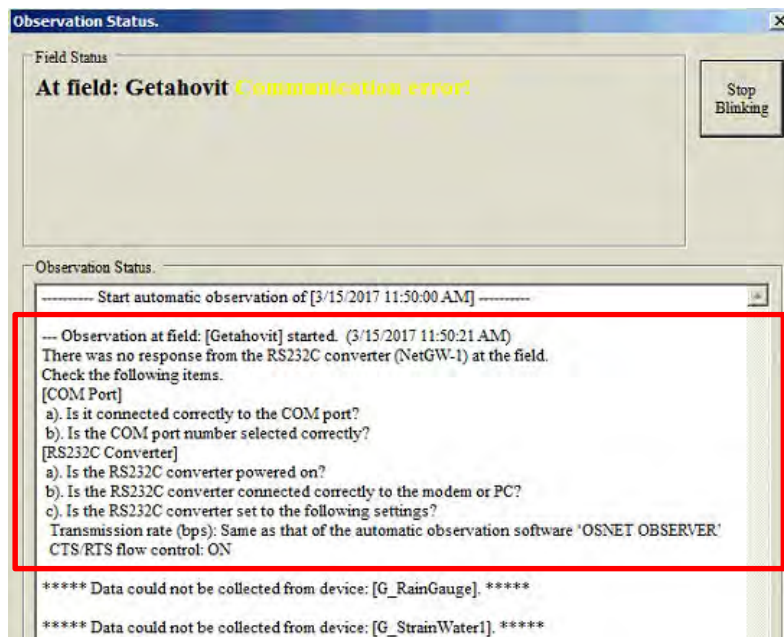 Observation Status.
Field Status
At field: Getahovit Communication error!
Stop
Blinking
Observation Status.
---------- Start automatic observation of [3/15/2017 11:50:00 AM] ----------
--- Observation at field: [Getahovit] started. (3/15/2017 11:50:21 AM)
There was no response from the RS232C converter (NetGW-1) at the field.
Check the following items.
[COM Port]
a). Is it connected correctly to the COM port?
b). Is the COM port number selected correctly?
[RS232C Converter]
a). Is the RS232C converter powered on?
b). Is the RS232C converter connected correctly to the modem or PC?
c). Is the RS232C converter set to the following settings?
Transmission rate (bps): Same as that of the automatic observation software ‘OSNET OBSERVER’
CTS/RTS flow control: ON
***** Data could not be collected from device: [G_RainGauge]. *****
***** Data could not be collected from device: [G_StrainWater1]. *****